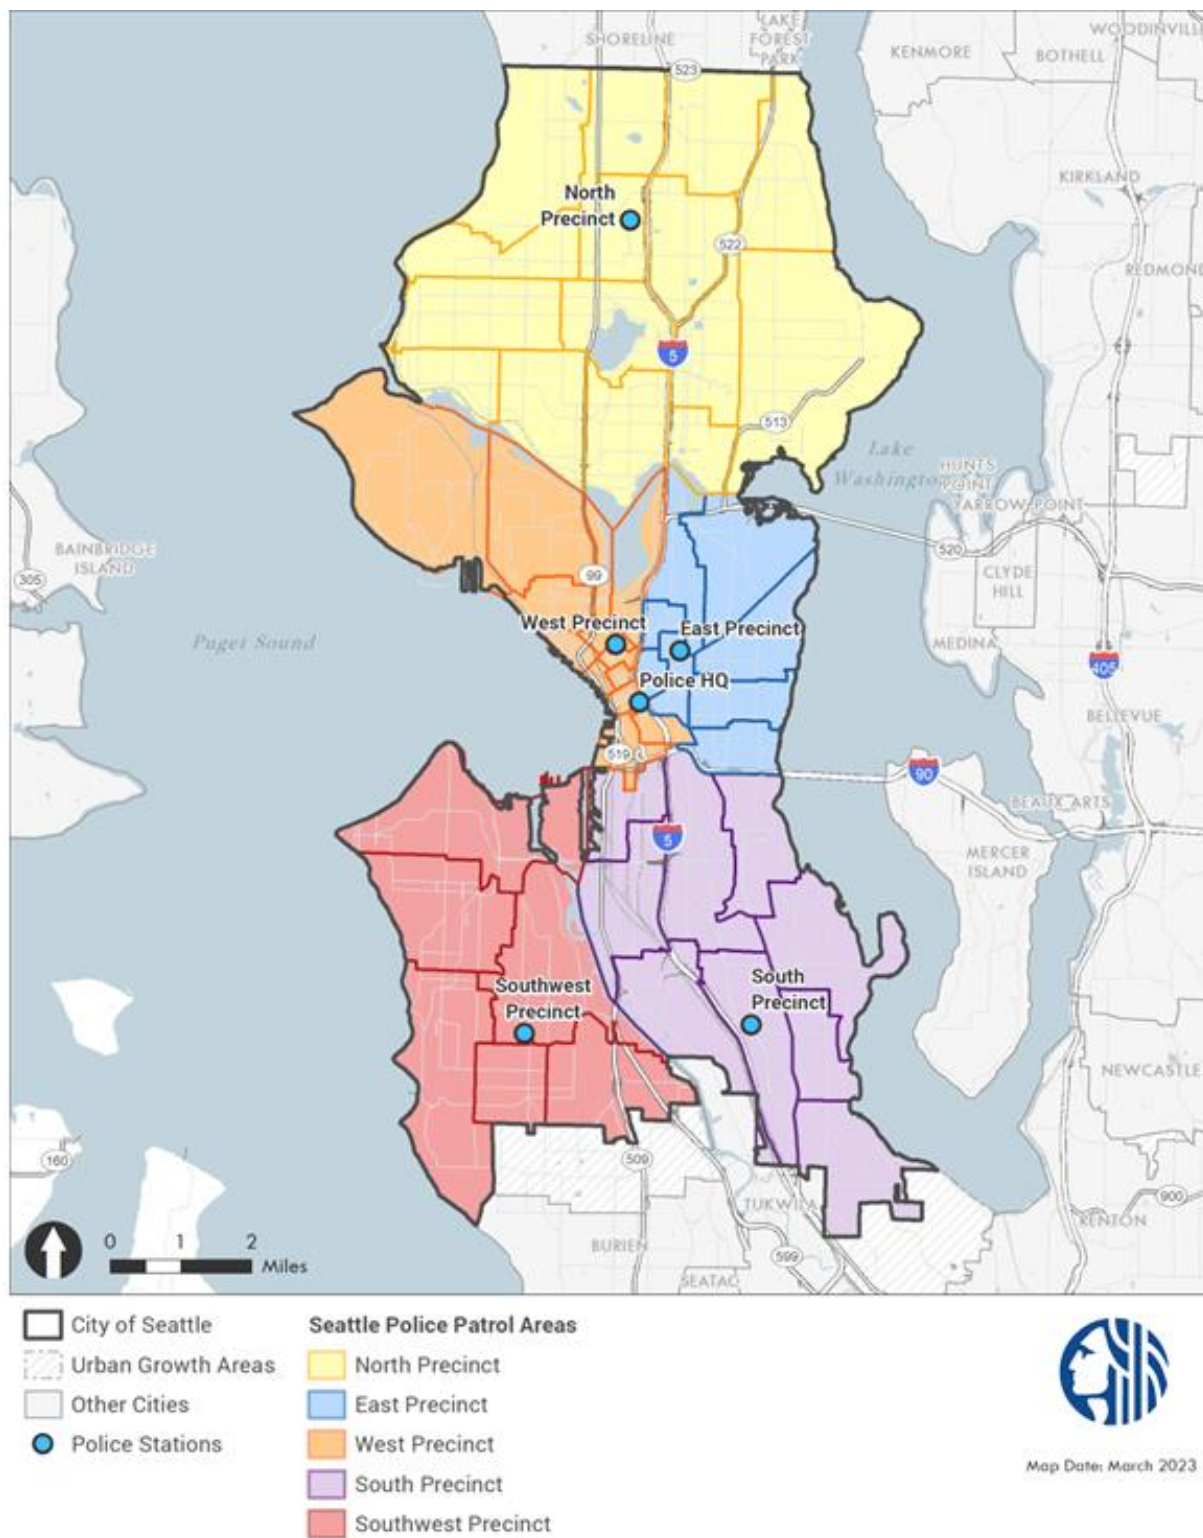 SHORELINE
LAKE
FOREST
PARK
WOODINVILLE
KENMORE
BOTHELL
523
KIRKLAND
North
Precinct
522
REDMOND
5
513
Lake
Washington
HUNTS
POINT
YARROW POINT
520
BAINBRIDGE
ISLAND
305
99
CLYDE
HILL
Puget Sound
West Precinct
East Precinct
MEDINA
405
Police HQ
BELLEVUE
519
90
BEAUX ARTS
5
MERCER
ISLAND
Southwest
Precinct
South
Precinct
NEWCASTLE
160
509
900
TUKWILA
RENTON
BURIEN
599
SEATAC
0 1 2
Miles
City of Seattle
Urban Growth Areas
Other Cities
Police Stations
Seattle Police Patrol Areas
North Precinct
East Precinct
West Precinct
South Precinct
Southwest Precinct
Map Date: March 2023